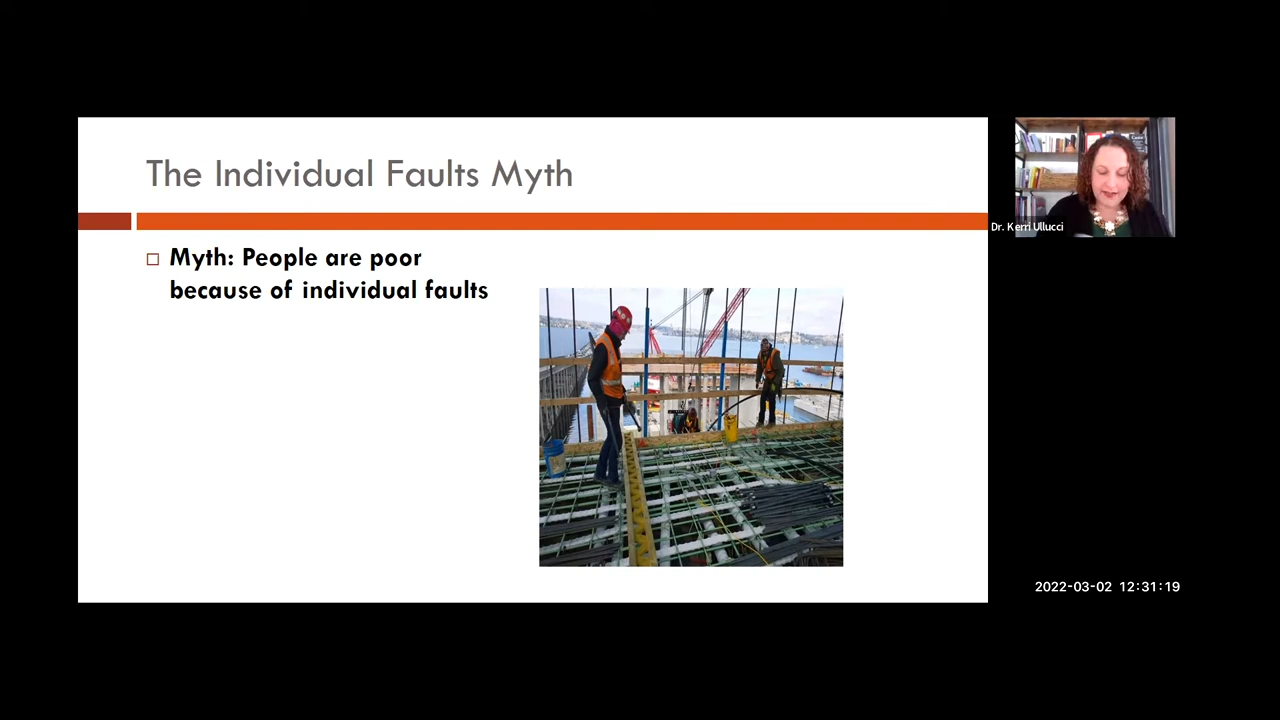 The Individual Faults Myth
Myth: People are poor
because of individual faults
Dr. Kerri Ullucci
2022-03-02 12:31:19